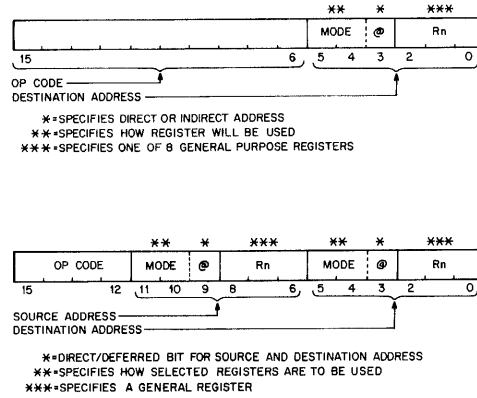 ** * ***
MODE @ Rn
15 6 5 4 3 2 0
OP CODE
DESTINATION ADDRESS
*=SPECIFIES DIRECT OR INDIRECT ADDRESS
**=SPECIFIES HOW REGISTER WILL BE USED
***=SPECIFIES ONE OF 8 GENERAL PURPOSE REGISTERS
** * *** ** * ***
OP CODE MODE @ Rn MODE @ Rn
15 12 11 10 9 8 6 5 4 3 2 0
SOURCE ADDRESS
DESTINATION ADDRESS
*=DIRECT/DEFERRED BIT FOR SOURCE AND DESTINATION ADDRESS
**=SPECIFIES HOW SELECTED REGISTERS ARE TO BE USED
***=SPECIFIES A GENERAL REGISTER